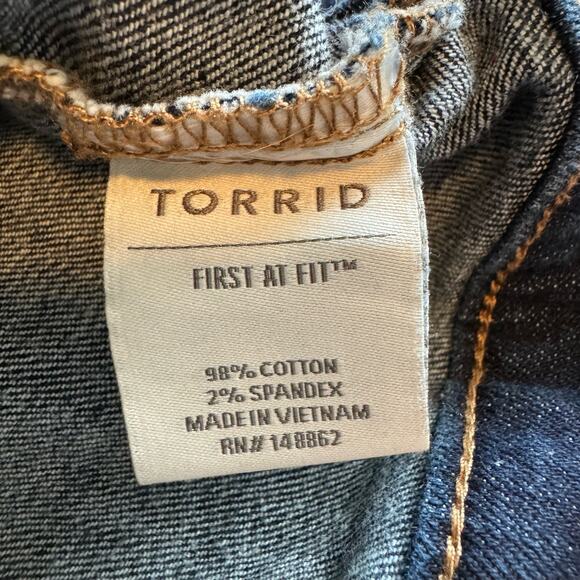 TORRID
FIRST AT FIT™
98% COTTON
2% SPANDEX
MADE IN VIETNAM
RN# 148862